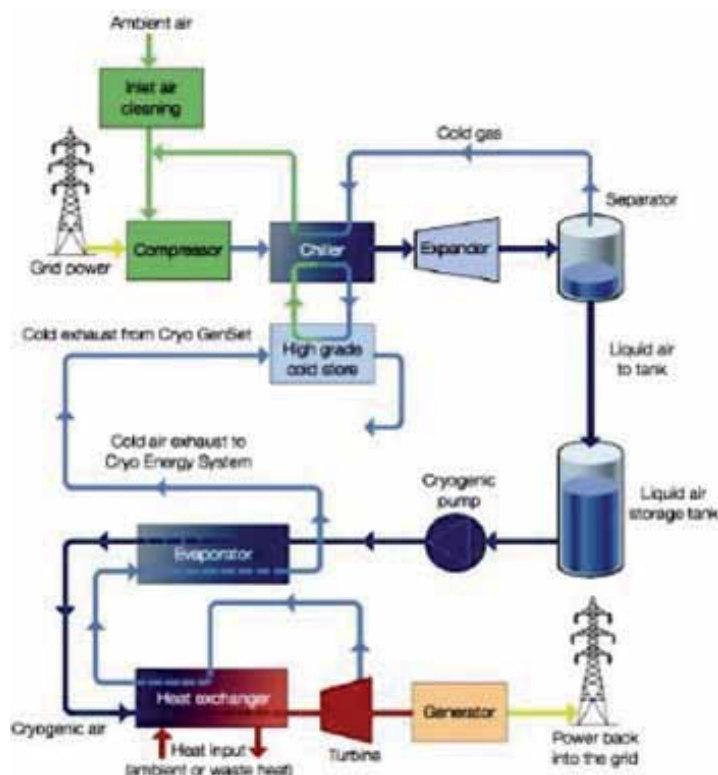 Ambient air
Inlet air
cleaning
Cold gas
Separator
Compressor
Chiller
Expander
Grid power
Cold exhaust from Cryo GenSet
High grade
cold store
Liquid air
to tank
Cold air exhaust to
Cryo Energy System
Cryogenic
pump
Liquid air
storage tank
Evaporator
Heat exchanger
Generator
Cryogenic air
Heat input
(ambient or waste heat)
Turbine
Power back
into the grid